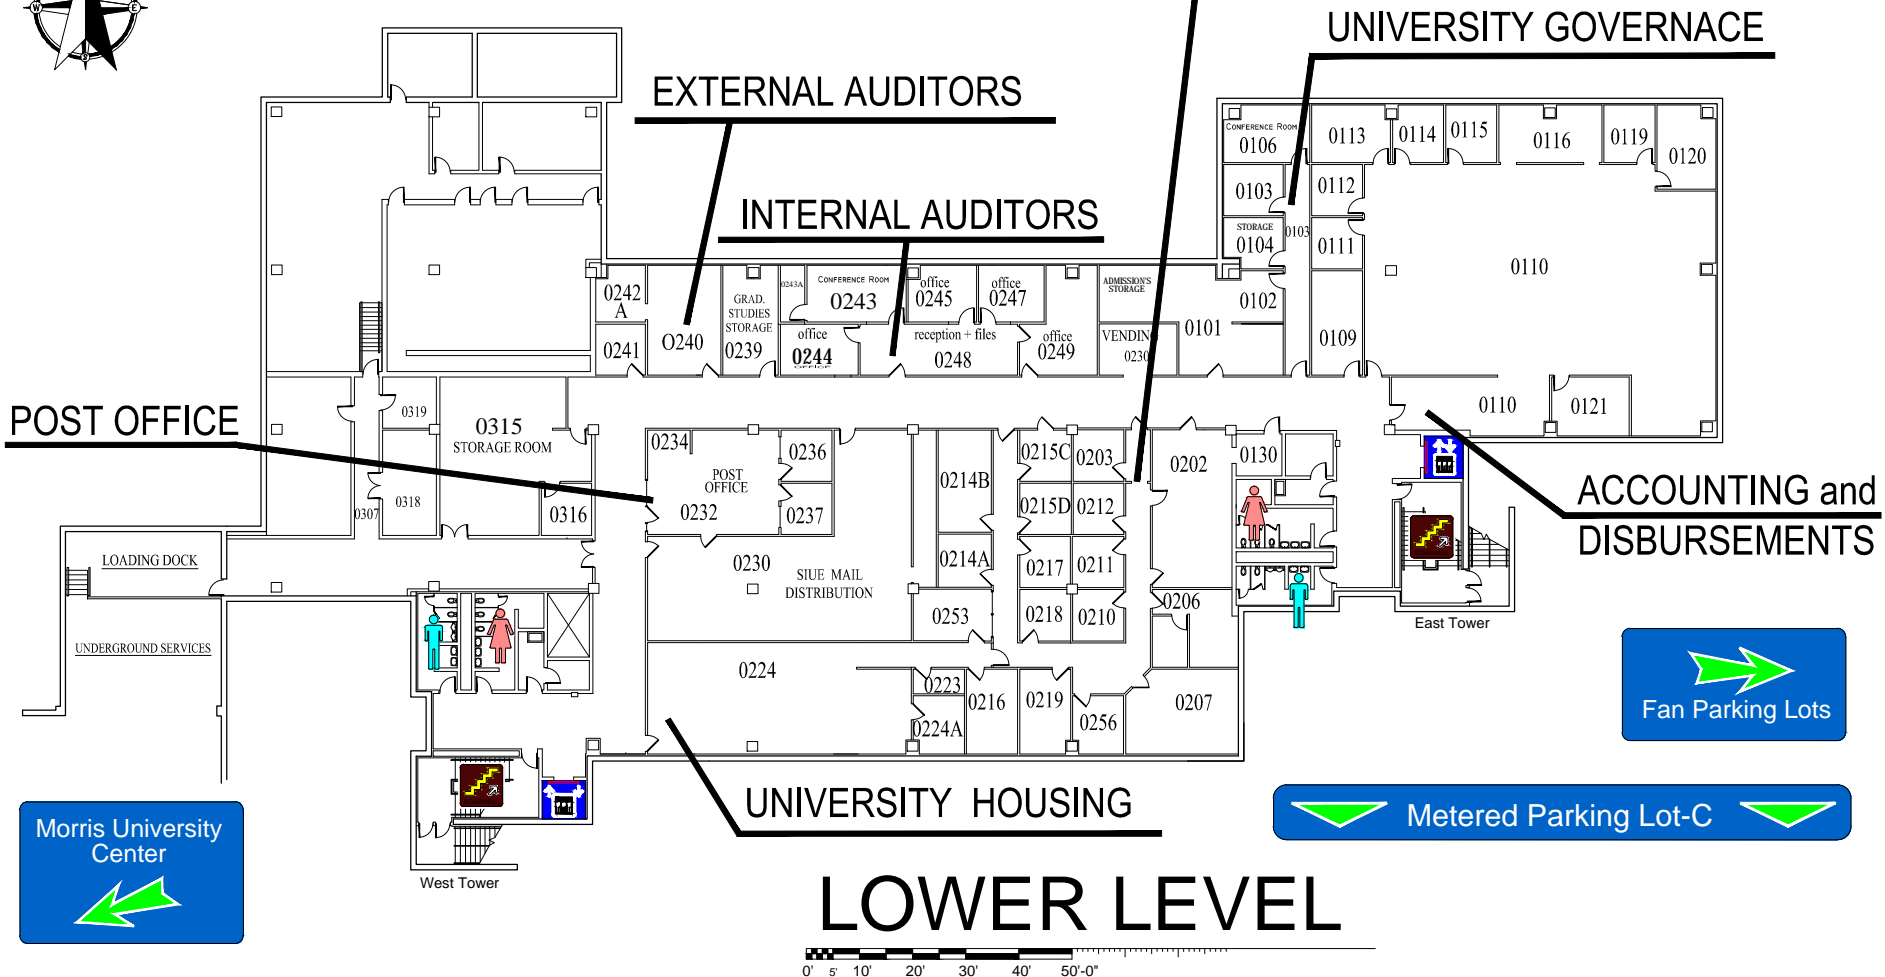 W
E
S
UNIVERSITY GOVERNACE
EXTERNAL AUDITORS
INTERNAL AUDITORS
CONFERENCE ROOM
0106
0113
0114
0115
0116
0119
0120
0103
0112
STORAGE
0104
0103
0111
0110
0102
0109
0242
A
0241
O240
GRAD.
STUDIES
STORAGE
0239
0243A
CONFERENCE ROOM
0243
office
0245
office
0247
office
0244
OFFICE
reception + files
0248
office
0249
ADMISSION'S
STORAGE
VENDING
0230
0101
0110
0121
POST OFFICE
0319
0315
STORAGE ROOM
0307
0318
0316
0234
POST
OFFICE
0232
0236
0237
0230
SIUE MAIL
DISTRIBUTION
0214B
0214A
0253
0215C
0203
0215D
0212
0217
0211
0218
0210
0202
0206
0130
ACCOUNTING and
DISBURSEMENTS
LOADING DOCK
UNDERGROUND SERVICES
0224
0223
0224A
0216
0219
0256
0207
East Tower
Fan Parking Lots
UNIVERSITY HOUSING
Metered Parking Lot-C
Morris University
Center
West Tower
LOWER LEVEL
0' 5' 10' 20' 30' 40' 50'-0"